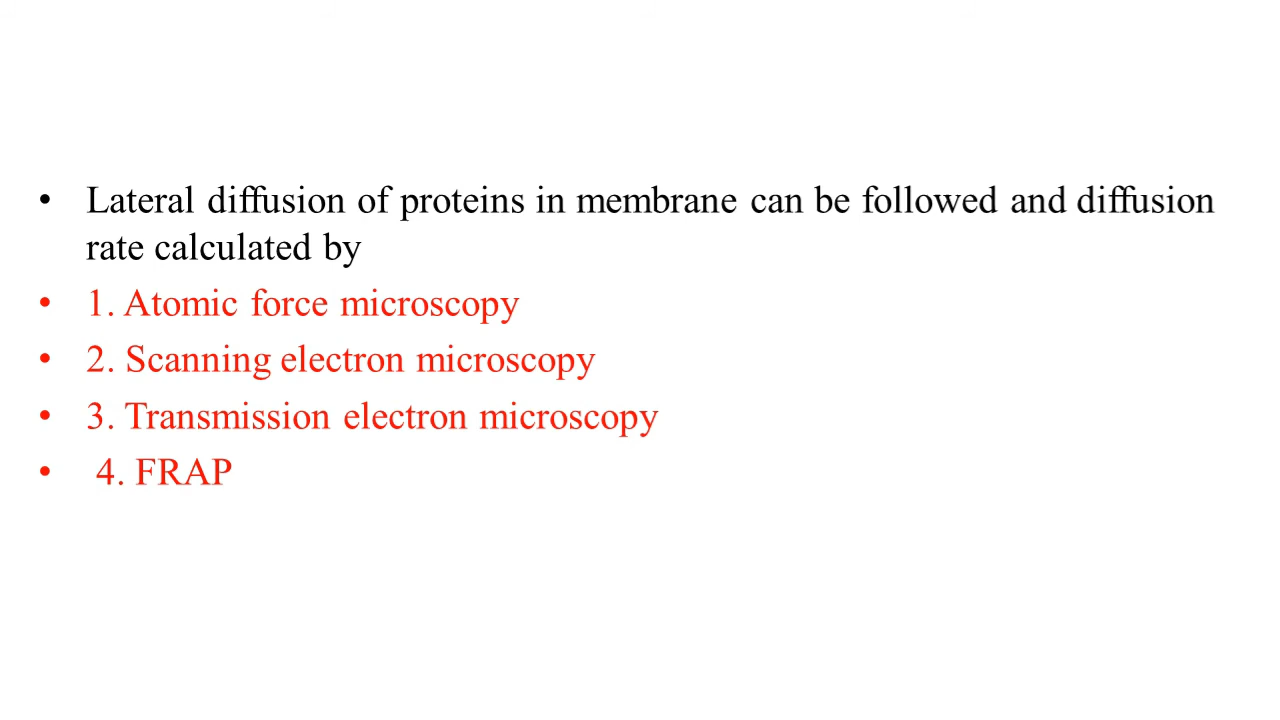 • Lateral diffusion of proteins in membrane can be followed and diffusion
rate calculated by
• 1. Atomic force microscopy
• 2. Scanning electron microscopy
• 3. Transmission electron microscopy
• 4. FRAP